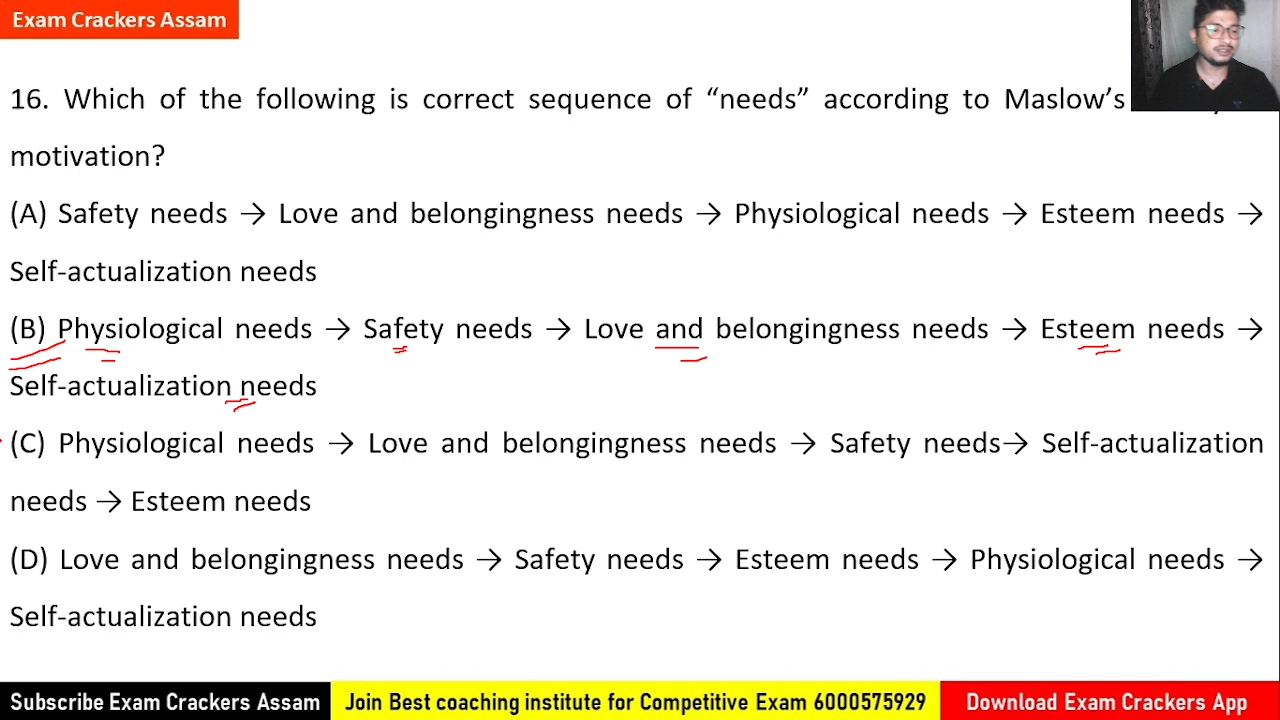 Exam Crackers Assam
16. Which of the following is correct sequence of “needs” according to Maslow’s
motivation?
(A) Safety needs → Love and belongingness needs → Physiological needs → Esteem needs →
Self-actualization needs
(B) Physiological needs → Safety needs → Love and belongingness needs → Esteem needs →
Self-actualization needs
(C) Physiological needs → Love and belongingness needs → Safety needs→ Self-actualization
needs → Esteem needs
(D) Love and belongingness needs → Safety needs → Esteem needs → Physiological needs →
Self-actualization needs
Subscribe Exam Crackers Assam Join Best coaching institute for Competitive Exam 6000575929 Download Exam Crackers App